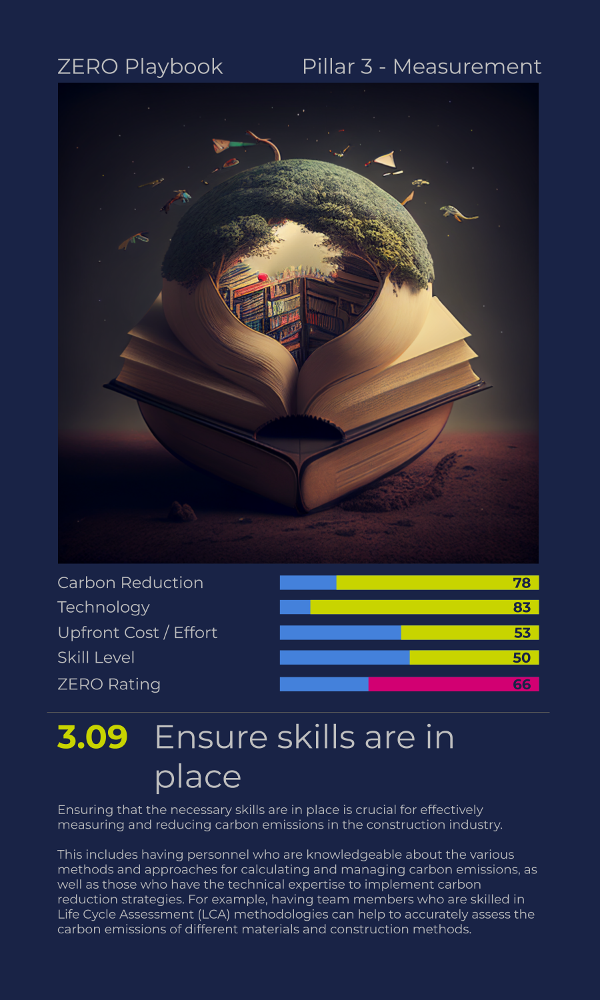 ZERO Playbook
Pillar 3 - Measurement
Carbon Reduction 78
Technology 83
Upfront Cost / Effort 53
Skill Level 50
ZERO Rating 66
3.09 Ensure skills are in
place
Ensuring that the necessary skills are in place is crucial for effectively
measuring and reducing carbon emissions in the construction industry.
This includes having personnel who are knowledgeable about the various
methods and approaches for calculating and managing carbon emissions, as
well as those who have the technical expertise to implement carbon
reduction strategies. For example, having team members who are skilled in
Life Cycle Assessment (LCA) methodologies can help to accurately assess the
carbon emissions of different materials and construction methods.